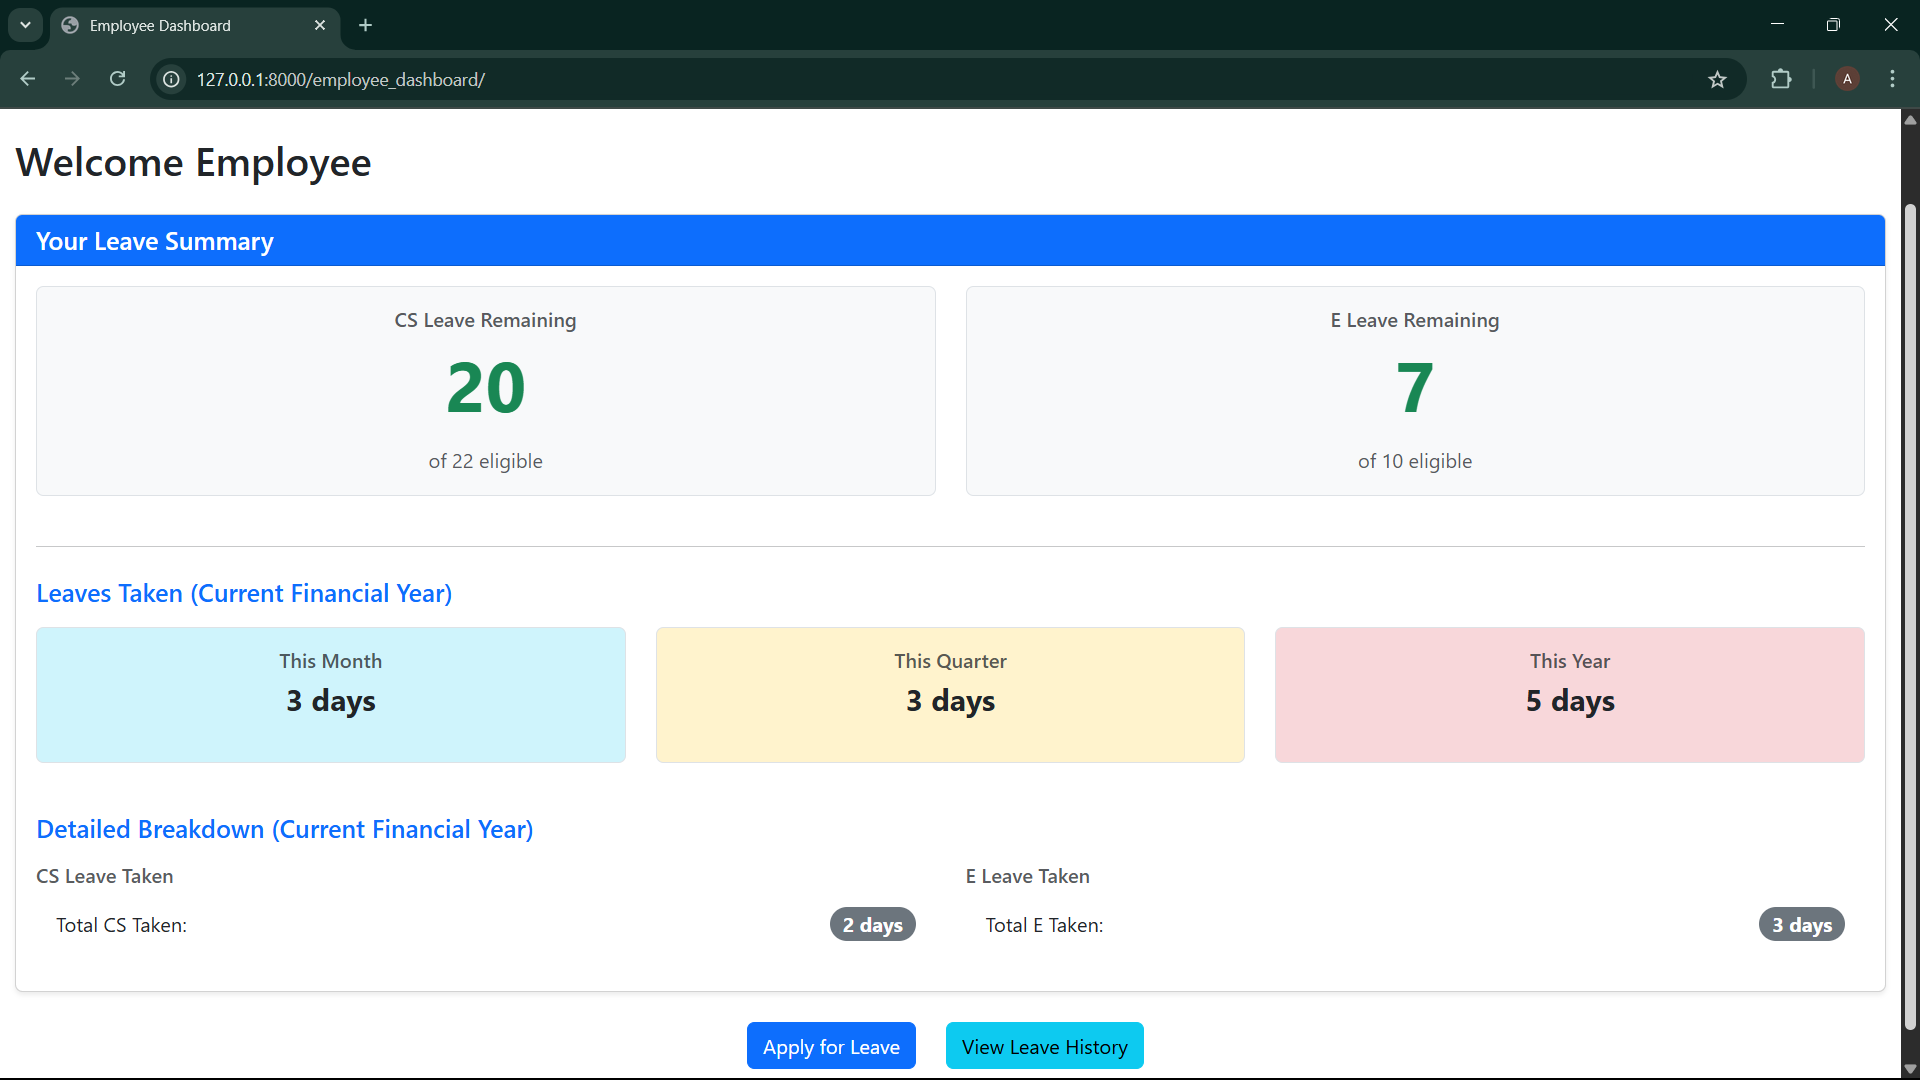 Employee Dashboard
127.0.0.1:8000/employee_dashboard/
A
Welcome Employee
Your Leave Summary
CS Leave Remaining
20
of 22 eligible
E Leave Remaining
7
of 10 eligible
Leaves Taken (Current Financial Year)
This Month
3 days
This Quarter
3 days
This Year
5 days
Detailed Breakdown (Current Financial Year)
CS Leave Taken
Total CS Taken: 2 days
E Leave Taken
Total E Taken: 3 days
Apply for Leave
View Leave History